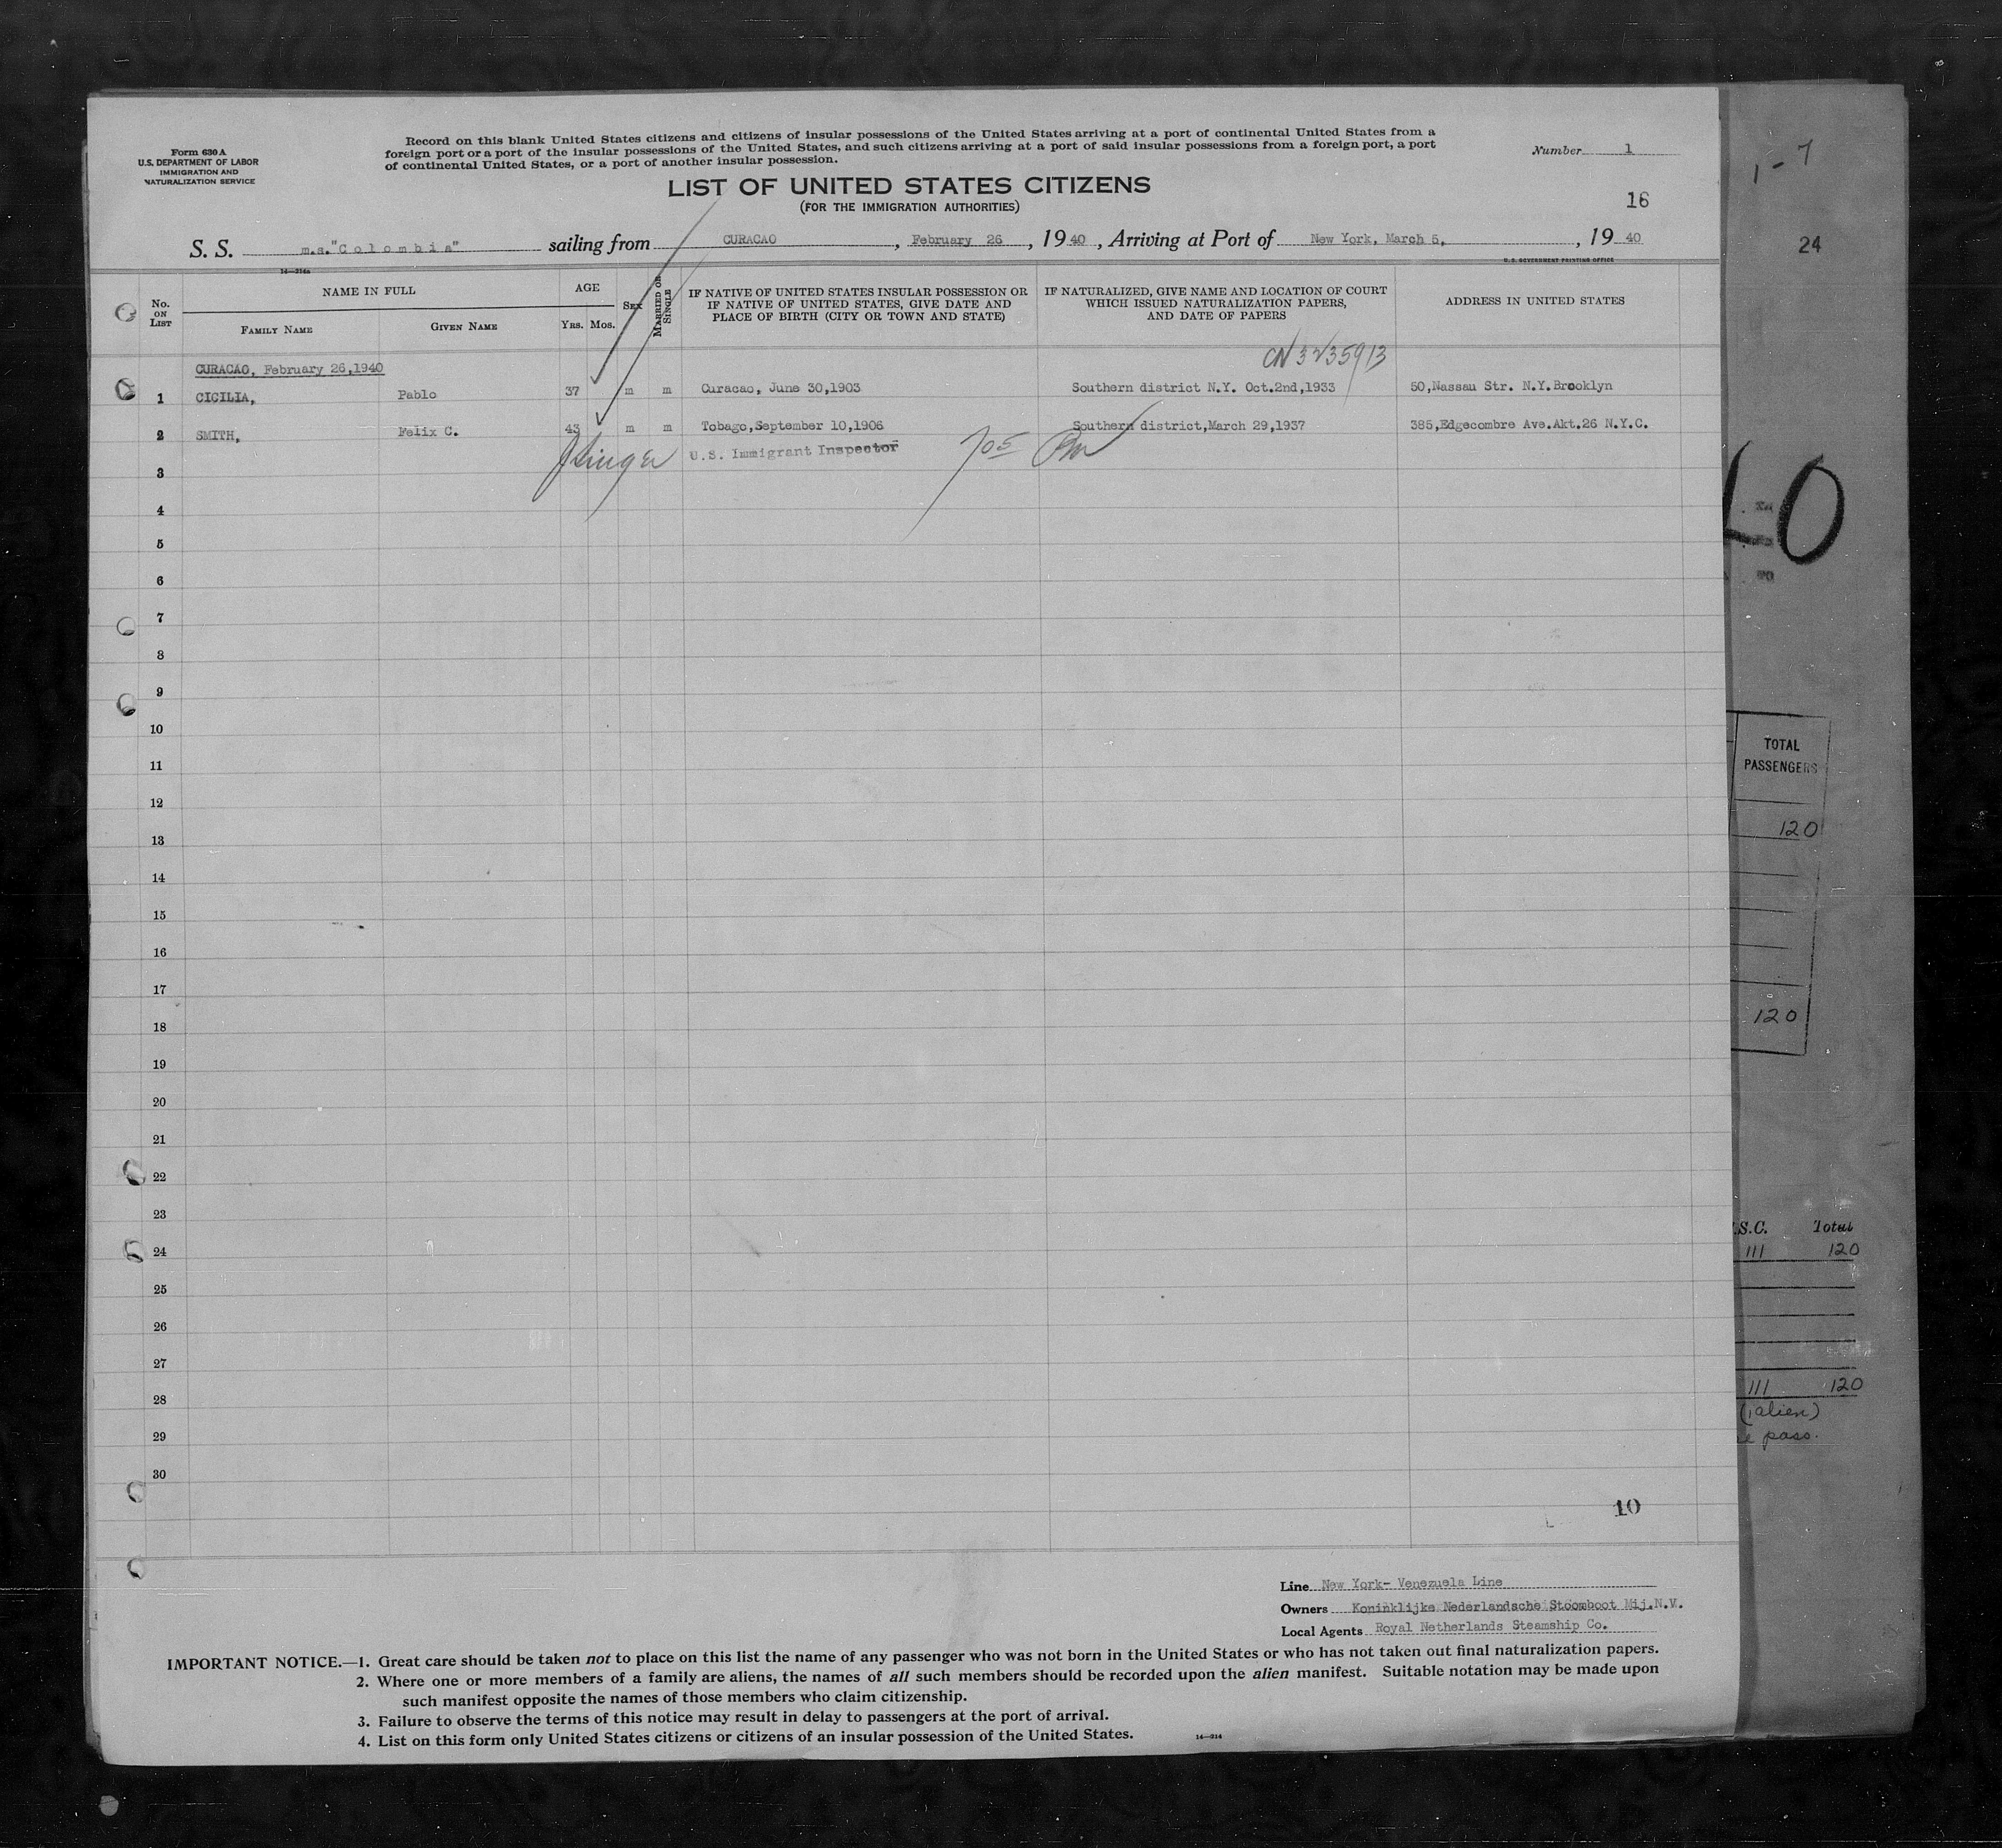 Form 630 A
U.S. DEPARTMENT OF LABOR
IMMIGRATION AND
NATURALIZATION SERVICE
Record on this blank United States citizens and citizens of insular possessions of the United States arriving at a port of continental United States from a
foreign port or a port of the insular possessions of the United States, and such citizens arriving at a port of said insular possessions from a foreign port, a port
of continental United States, or a port of another insular possession.
Number 1
1-7
LIST OF UNITED STATES CITIZENS
(FOR THE IMMIGRATION AUTHORITIES)
16
24
S. S. m.s."Colombia" sailing from CURACAO, February 26, 1940, Arriving at Port of New York, March 5, 1940
14—214a
U.S. GOVERNMENT PRINTING OFFICE
No. ON LIST
NAME IN FULL
FAMILY NAME
GIVEN NAME
AGE
YRS. MOS.
SEX
MARRIED OR SINGLE
IF NATIVE OF UNITED STATES INSULAR POSSESSION OR
IF NATIVE OF UNITED STATES, GIVE DATE AND
PLACE OF BIRTH (CITY OR TOWN AND STATE)
IF NATURALIZED, GIVE NAME AND LOCATION OF COURT
WHICH ISSUED NATURALIZATION PAPERS,
AND DATE OF PAPERS
ADDRESS IN UNITED STATES
CN 3235913
CURACAO, February 26,1940
1 CICILIA, Pablo 37 m m Curacao, June 30,1903 Southern district N.Y. Oct.2nd,1933 50,Nassau Str. N.Y.Brooklyn
2 SMITH, Felix C. 43 m m Tobago,September 10,1906 Southern district,March 29,1937 385,Edgecombre Ave.Akt.26 N.Y.C.
U.S. Immigrant Inspector 705 PM
3
4
5
6
7
8
9
10
11
12
13
14
15
16
17
18
19
20
21
22
23
24
25
26
27
28
29
30
10
TOTAL
PASSENGERS
120
120
.S.C. Total
111 120
111 120
(1 alien)
pass.
Line New York- Venezuela Line
Owners Koninklijke Nederlandsche Stoomboot Mij.N.V.
Local Agents Royal Netherlands Steamship Co.
IMPORTANT NOTICE.—1. Great care should be taken not to place on this list the name of any passenger who was not born in the United States or who has not taken out final naturalization papers.
2. Where one or more members of a family are aliens, the names of all such members should be recorded upon the alien manifest. Suitable notation may be made upon
such manifest opposite the names of those members who claim citizenship.
3. Failure to observe the terms of this notice may result in delay to passengers at the port of arrival.
4. List on this form only United States citizens or citizens of an insular possession of the United States.
14—214